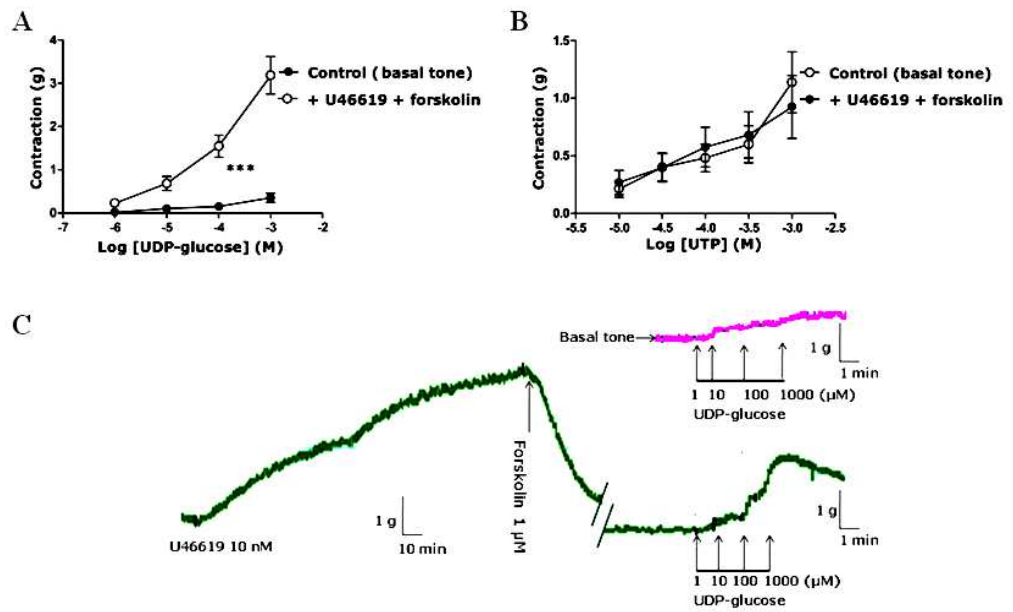 A
Contraction (g)
4
3
2
1
0
-7 -6 -5 -4 -3 -2
Log [UDP-glucose] (M)
Control (basal tone)
+ U46619 + forskolin
***
B
Contraction (g)
1.5
1.0
0.5
0.0
-5.5 -5.0 -4.5 -4.0 -3.5 -3.0 -2.5
Log [UTP] (M)
Control (basal tone)
+ U46619 + forskolin
C
Basal tone
1 g
1 min
1 10 100 1000 (µM)
UDP-glucose
U46619 10 nM
1 g
10 min
Forskolin 1 µM
1 g
1 min
1 10 100 1000 (µM)
UDP-glucose